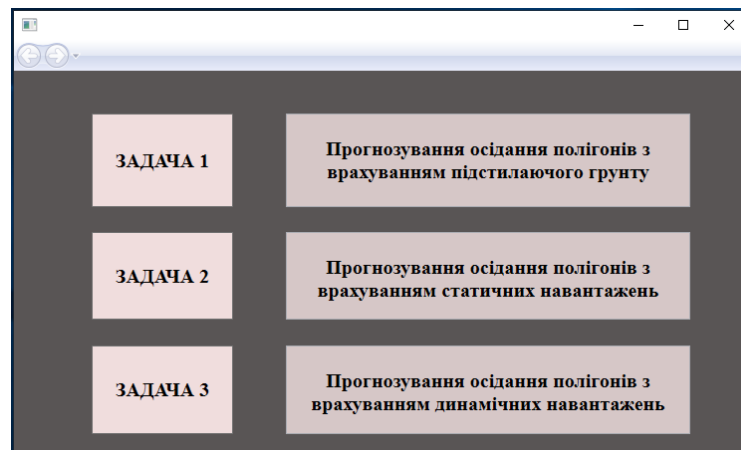 ЗАДАЧА 1
Прогнозування осідання полігонів з
врахуванням підстилаючого грунту
ЗАДАЧА 2
Прогнозування осідання полігонів з
врахуванням статичних навантажень
ЗАДАЧА 3
Прогнозування осідання полігонів з
врахуванням динамічних навантажень